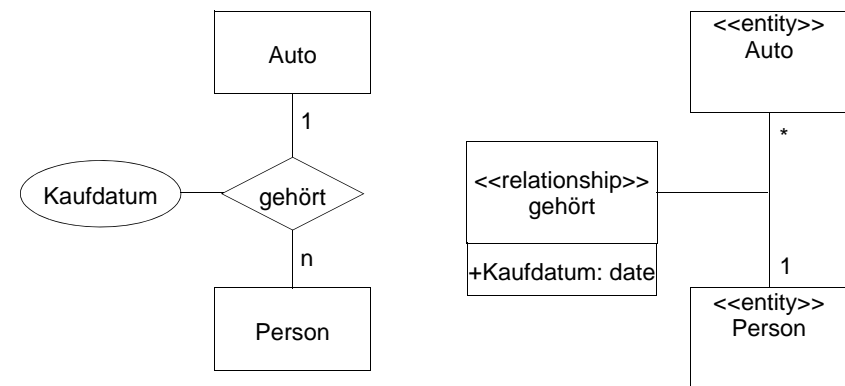 Auto
1
Kaufdatum
gehört
n
Person
<<entity>>
Auto
*
<<relationship>>
gehört
+Kaufdatum: date
1
<<entity>>
Person